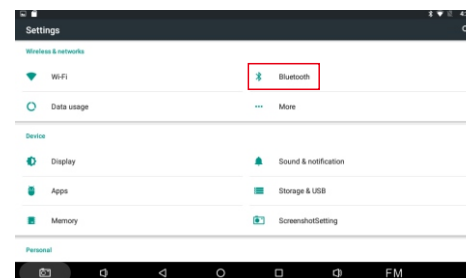 Settings
Wireless & networks
Wi-Fi
Bluetooth
Data usage
More
Device
Display
Sound & notification
Apps
Storage & USB
Memory
ScreenshotSetting
Personal
FM